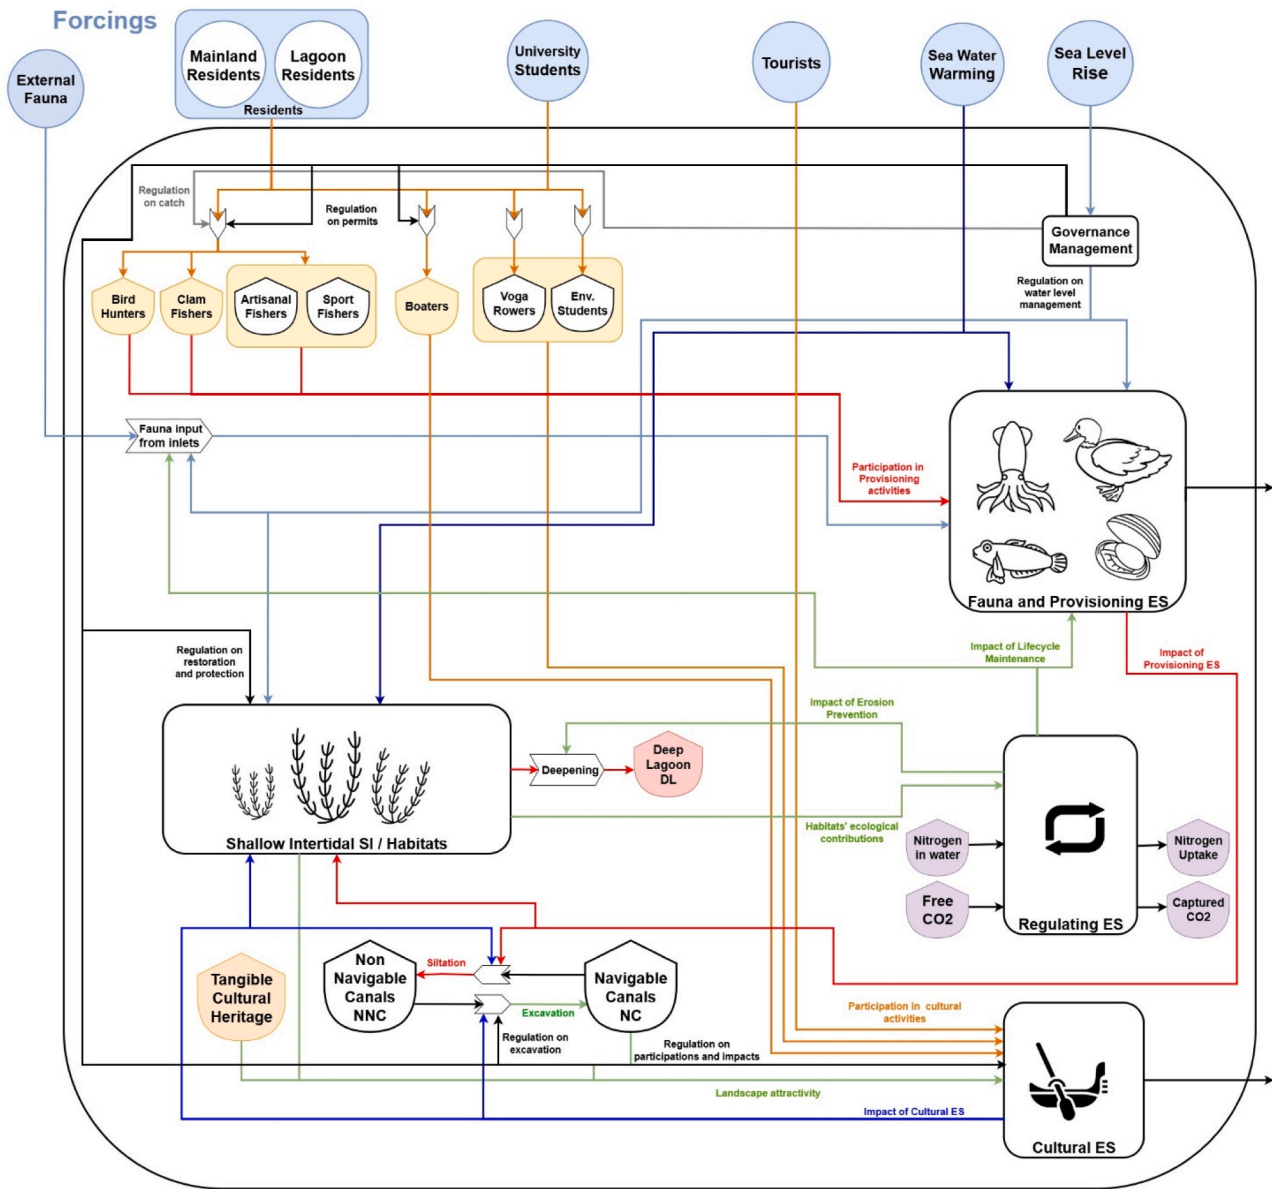 Forcings
External
Fauna
Mainland
Residents
Lagoon
Residents
Residents
University
Students
Tourists
Sea Water
Warming
Sea Level
Rise
Regulation
on catch
Regulation
on permits
Governance
Management
Regulation on
water level
management
Bird
Hunters
Clam
Fishers
Artisanal
Fishers
Sport
Fishers
Boaters
Voga
Rowers
Env.
Students
Fauna input
from inlets
Participation in
Provisioning
activities
Fauna and Provisioning ES
Regulation on
restoration
and protection
Impact of Lifecycle
Maintenance
Impact of
Provisioning ES
Impact of Erosion
Prevention
Deepening
Deep
Lagoon
DL
Shallow Intertidal SI / Habitats
Habitats' ecological
contributions
Nitrogen
in water
Nitrogen
Uptake
Free
CO2
Captured
CO2
Regulating ES
Tangible
Cultural
Heritage
Non
Navigable
Canals
NNC
Siltation
Navigable
Canals
NC
Excavation
Regulation on
excavation
Regulation on
participations and impacts
Participation in cultural
activities
Landscape attractivity
Impact of Cultural ES
Cultural ES